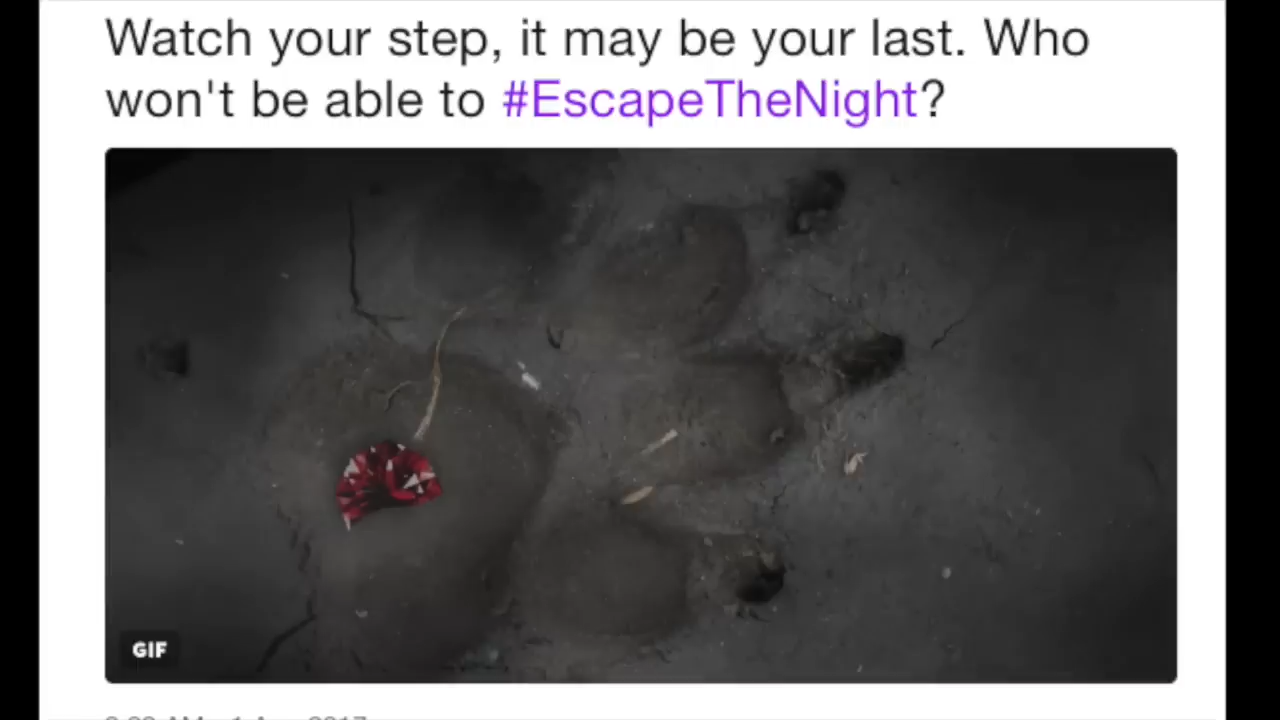 Watch your step, it may be your last. Who
won't be able to #EscapeTheNight?
GIF